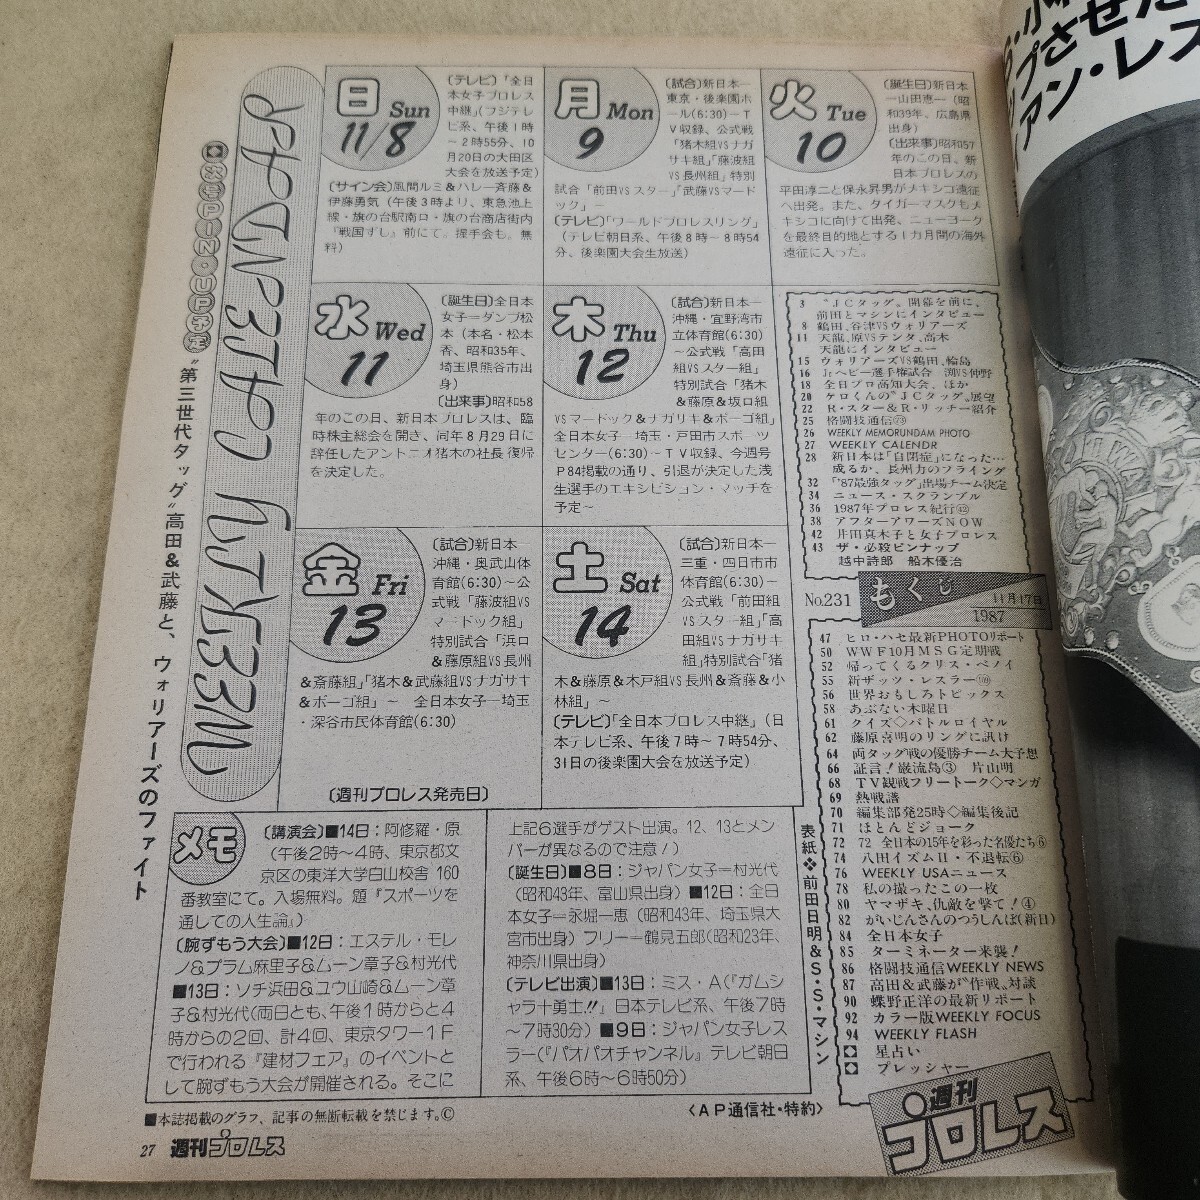 日 Sun 11/8
〔テレビ〕「全日
本女子プロレス
中継」(フジテレ
ビ系、午後1時
〜2時55分、10
月20日の大田区
大会を放送予定)
〔サイン会〕風間ルミ&ハレー斉藤&
伊藤勇気(午後3時より、東急池上
線・旗の台駅南口・旗の台商店街内
『戦国ずし』前にて。握手会も。無
料)
月 Mon 9
〔試合〕新日本—
東京・後楽園ホ
ール(6:30)—T
V収録、公式戦
「猪木組VSナガ
サキ組」「藤波組
VS長州組」特別
試合「前田VSスター」「武藤VSマード
ック」〜
〔テレビ〕「ワールドプロレスリング」
(テレビ朝日系、午後8時〜8時54
分、後楽園大会生放送)
火 Tue 10
〔誕生日〕新日本
—山田恵一(昭
和39年、広島県
出身)
〔出来事〕昭和57
年のこの日、新
日本プロレスの
平田淳二と保永昇男がメキシコ遠征
へ出発。また、タイガーマスクもメ
キシコに向けて出発、ニューヨーク
を最終目的地とする1カ月間の海外
遠征に入った。
水 Wed 11
〔誕生日〕全日本
女子—ダンプ松
本(本名・松本
香、昭和35年、
埼玉県熊谷市出
身)
〔出来事〕昭和58
年のこの日、新日本プロレスは、臨
時株主総会を開き、同年8月29日に
辞任したアントニオ猪木の社長復帰
を決定した。
木 Thu 12
〔試合〕新日本—
沖縄・宜野湾市
立体育館(6:30)
〜公式戦「高田
組VSスター組」
特別試合「猪木
&藤原&坂口組
VSマードック&ナガサキ&ボーゴ組」〜
全日本女子—埼玉・戸田市スポーツ
センター(6:30)—TV収録、今週号
P84掲載の通り、引退が決定した浅
生選手のエキシビション・マッチを
予定〜
金 Fri 13
〔試合〕新日本—
沖縄・奥武山体
育館(6:30)〜公
式戦「藤波組VS
マードック組」
特別試合「浜口
&藤原組VS長州
&斎藤組」「猪木&武藤組VSナガサキ
&ボーゴ組」〜 全日本女子—埼玉・
深谷市民体育館(6:30)
〔週刊プロレス発売日〕
土 Sat 14
〔試合〕新日本—
三重・四日市市
体育館(6:30)〜
公式戦「前田組
VSスター組」「高
田組VSナガサキ
組」特別試合「猪
木&藤原&木戸組VS長州&斎藤&小
林組」〜
〔テレビ〕「全日本プロレス中継」(日
本テレビ系、午後7時〜7時54分、
31日の後楽園大会を放送予定)
次号PIN・UP予定
“第三世代タッグ”高田&武藤と、ウォリアーズのファイト
メモ
〔講演会〕■14日:阿修羅・原
(午後2時〜4時、東京都文
京区の東洋大学白山校舎160
番教室にて。入場無料。題『スポーツを
通しての人生論』)
〔腕ずもう大会〕■12日:エステル・モレ
ノ&プラム麻里子&ムーン章子&村光代
■13日:ソチ浜田&ユウ山崎&ムーン章
子&村光代(両日とも、午後1時からと4
時からの2回、計4回、東京タワー1F
で行われる『建材フェア』のイベントと
して腕ずもう大会が開催される。そこに
上記6選手がゲスト出演。12、13とメン
バーが異なるので注意!)
〔誕生日〕■8日:ジャパン女子=村光代
(昭和43年、富山県出身)■12日:全日
本女子=永堀一恵(昭和43年、埼玉県大
宮市出身)フリー=鶴見五郎(昭和23年、
神奈川県出身)
〔テレビ出演〕■13日:ミス・A(『ガムシ
ャラ十勇士!!』日本テレビ系、午後7時
〜7時30分)■9日:ジャパン女子レス
ラー(『パオパオチャンネル』テレビ朝日
系、午後6時〜6時50分)
3 “JCタッグ”開幕を前に、
前田とマシンにインタビュー
8 鶴田、谷津VSウォリアーズ
11 天龍、原VSテンタ、高木
天龍にインタビュー
15 ウォリアーズVS鶴田、輪島
16 Jrヘビー選手権試合 渕VS仲野
18 全日プロ高知大会、ほか
20 ケロくんの“JCタッグ”展望
22 R・スター&R・リッチー紹介
25 格闘技通信
26 WEEKLY MEMORUNDAM PHOTO
27 WEEKLY CALENDR
28 新日本は「自閉症」になった…
成るか、長州力のフライング
32 「'87最強タッグ」出場チーム決定
34 ニュース・スクランブル
36 1987年プロレス紀行㊷
38 アフターアワーズNOW
42 片田真木子と女子プロレス
43 ザ・必殺ピンナップ
越中詩郎 船木優治
No.231 もくじ 11月17日 1987
47 ヒロ・ハセ最新PHOTOリポート
50 WWF10月MSG定期戦
52 帰ってくるクリス・ベノイ
55 新ザッツ・レスラー
56 世界おもしろトピックス
58 あぶない木曜日
61 クイズ◇バトルロイヤル
62 藤原喜明のリングに訊け
64 両タッグ戦の優勝チーム大予想
66 証言!巌流島③ 片山明
68 TV観戦フリートーク◇マンガ
69 熱戦譜
70 編集部発25時◇編集後記
71 ほとんどジョーク
72 72 全日本の15年を彩った名優たち⑥
74 八田イズムⅡ・不退転⑥
76 WEEKLY USAニュース
78 私の撮ったこの一枚
80 ヤマザキ、仇敵を撃て!④
82 がいじんさんのつうしんぼ(新日)
84 全日本女子
85 ターミネーター来襲!
86 格闘技通信WEEKLY NEWS
87 高田&武藤が“作戦”対談
90 蝶野正洋の最新リポート
92 カラー版WEEKLY FOCUS
94 WEEKLY FLASH
星占い
プレッシャー
表紙❖前田日明&S・S・マシン
週刊プロレス
〈AP通信社・特約〉
■本誌掲載のグラフ、記事の無断転載を禁じます。©
27 週刊プロレス
プさせた
アン・レス